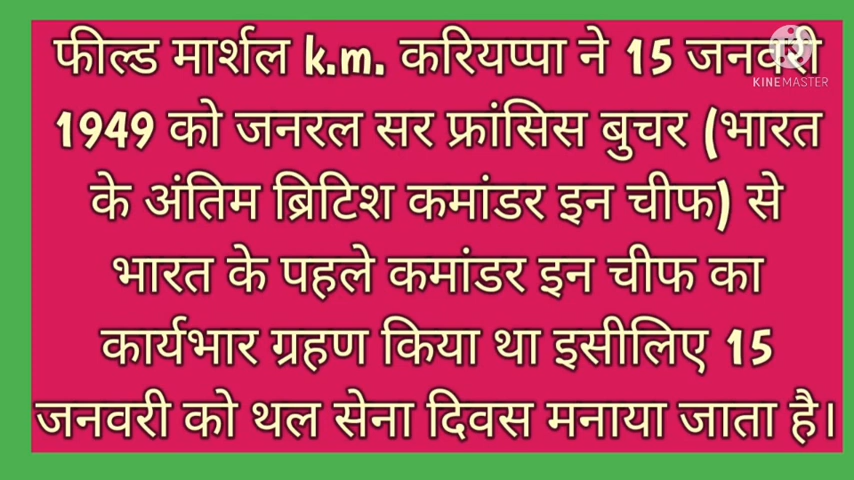 फील्ड मार्शल k.m. करियप्पा ने 15 जनवरी
KINEMASTER
1949 को जनरल सर फ्रांसिस बुचर (भारत
के अंतिम ब्रिटिश कमांडर इन चीफ) से
भारत के पहले कमांडर इन चीफ का
कार्यभार ग्रहण किया था इसीलिए 15
जनवरी को थल सेना दिवस मनाया जाता है।